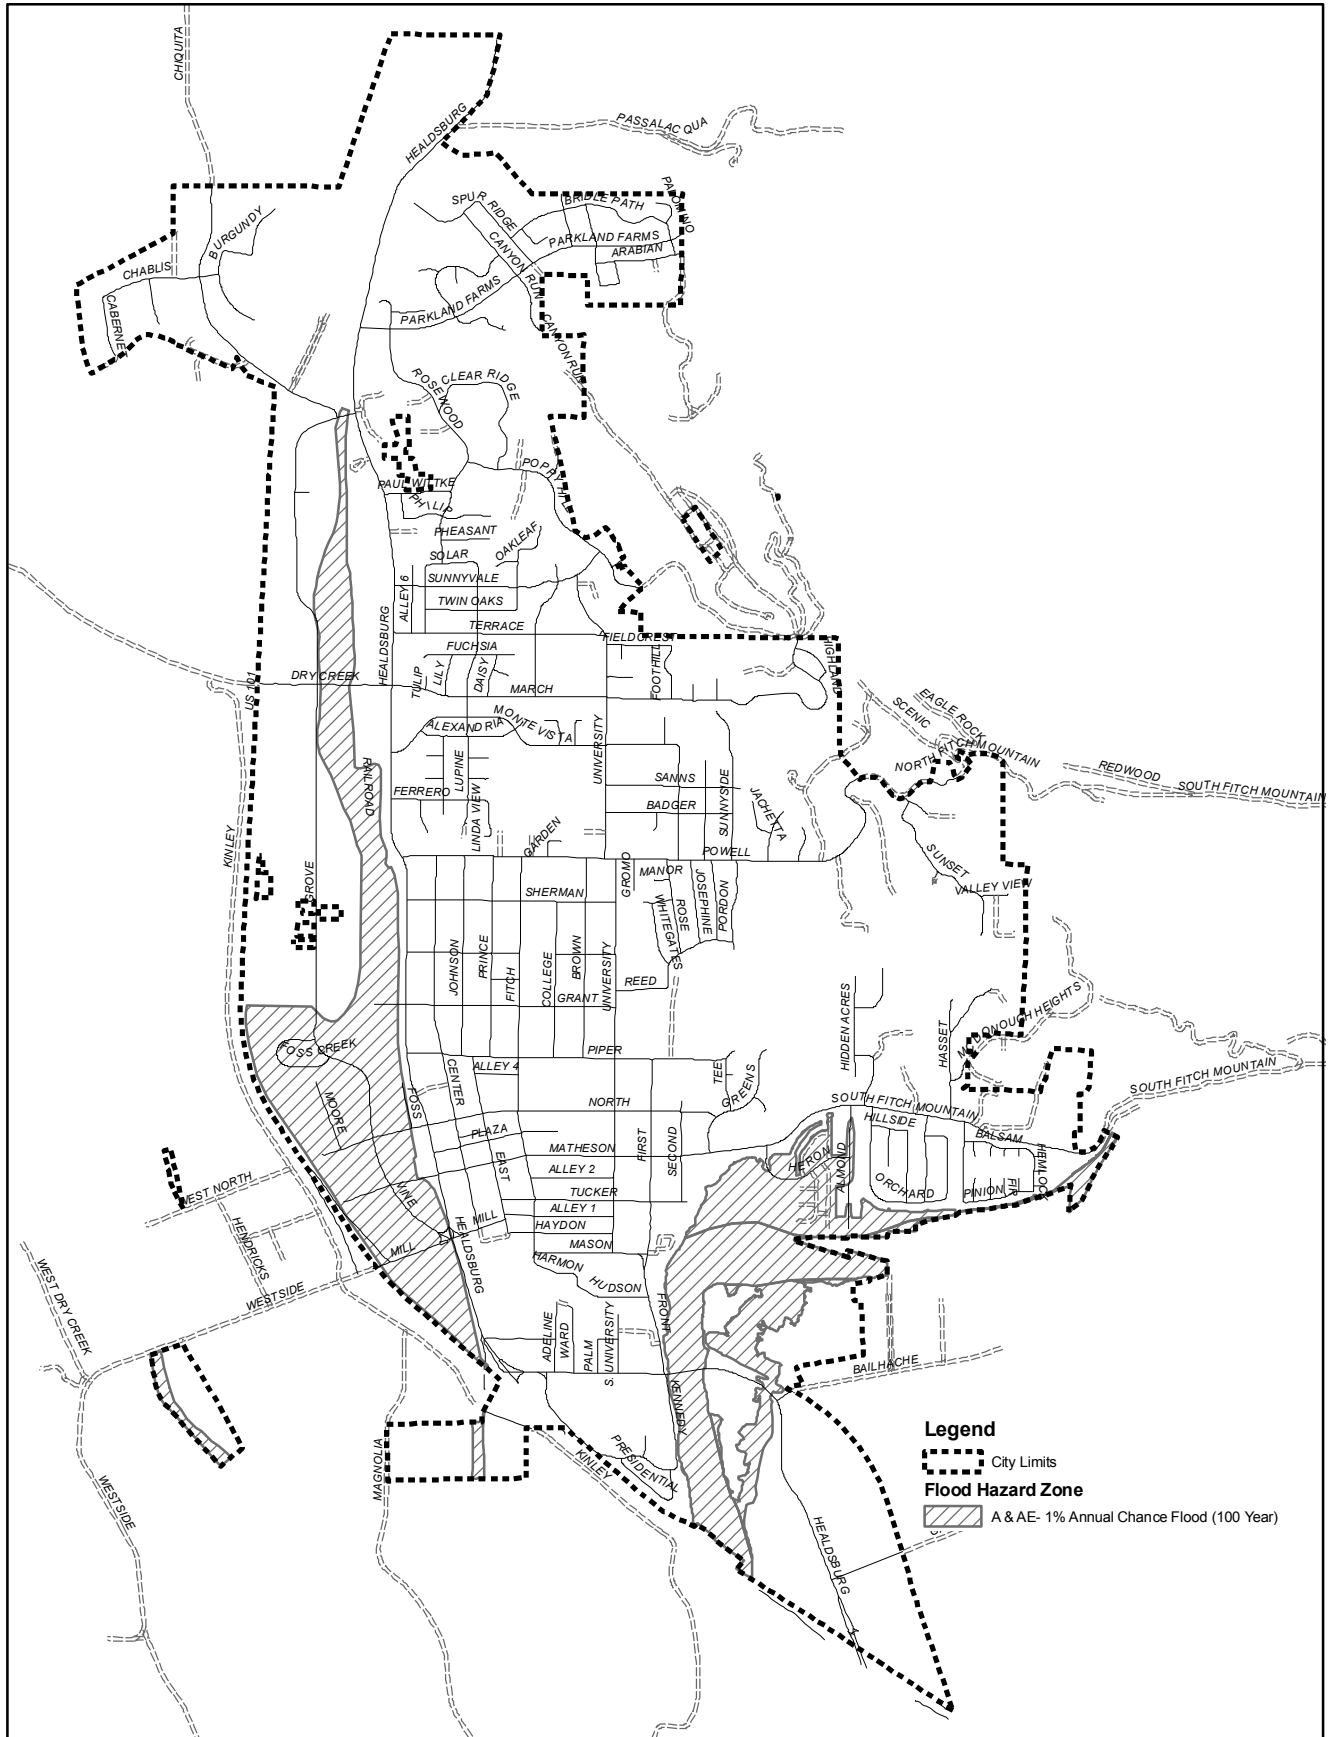 CHIQUITA
HEALDSBURG
PASSALAC QUA
SPUR RIDGE
BRIDLE PATH
PALOMINO
BURGUNDY
CANYON RUN
PARKLAND FARMS
ARABIAN
CHABLIS
CABERNET
PARKLAND FARMS
CANYON RUN
ROSEWOOD
CLEAR RIDGE
POPPY HILL
PAUL WITTKE
PHILIP
PHEASANT
OAKLEAF
SOLAR
ALLEY 6
SUNNYVALE
TWIN OAKS
HEALDSBURG
TERRACE
FIELDCREST
HIGHLAND
FUCHSIA
FOOTHILL
US 101
DRY CREEK
TULIP
LILY
DAISY
MARCH
EAGLE ROCK
SCENIC
ALEXANDRIA
MONTE VISTA
UNIVERSITY
NORTH FITCH MOUNTAIN
REDWOOD
SOUTH FITCH MOUNTAIN
RAILROAD
LUPINE
SANNS
SUNNYSIDE
JACHETTA
FERRERO
LINDA VIEW
BADGER
KINLEY
GARDEN
POWELL
SUNSET
GROVE
SHERMAN
GROMO
MANOR
WHITEGATES
ROSE
JOSEPHINE
PORDON
VALLEY VIEW
JOHNSON
PRINCE
FITCH
COLLEGE
BROWN
UNIVERSITY
REED
GRANT
HIDDEN ACRES
HASSET
MCDONOUGH HEIGHTS
FOSS CREEK
PIPER
CENTER
ALLEY 4
TEE
GREENS
SOUTH FITCH MOUNTAIN
MOORE
FOSS
NORTH
SOUTH FITCH MOUNTAIN
HILLSIDE
PLAZA
MATHESON
FIRST
SECOND
BALSAM
HEMLOCK
EAST
ALLEY 2
HERON
ALMOND
WEST NORTH
VINE
TUCKER
ORCHARD
PINION
FIR
HENDRICKS
MILL
HEALDSBURG
MILL
ALLEY 1
HAYDON
MASON
WEST DRY CREEK
WESTSIDE
HARMON
HUDSON
FRONT
ADELINE
WARD
PALM
S. UNIVERSITY
BAILHACHE
KENNEDY
MAGNOLIA
KINLEY
PRESIDENTIAL
WESTSIDE
HEALDSBURG
Legend
City Limits
Flood Hazard Zone
A & AE- 1% Annual Chance Flood (100 Year)